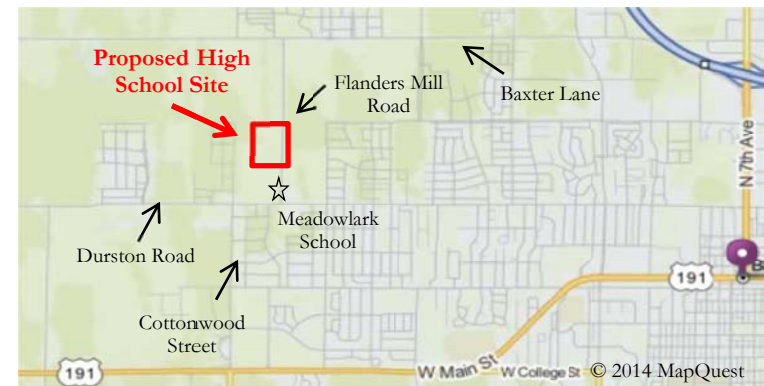 Proposed High
School Site
Flanders Mill
Road
Baxter Lane
N 7th Ave
Meadowlark
School
Durston Road
191
Cottonwood
Street
191
W Main St
W College St
© 2014 MapQuest